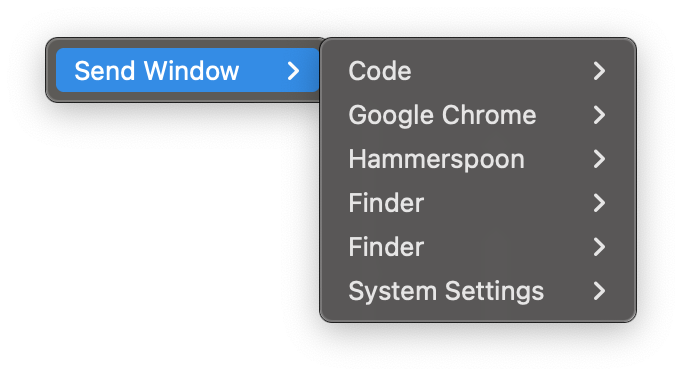 Send Window
Code
Google Chrome
Hammerspoon
Finder
Finder
System Settings